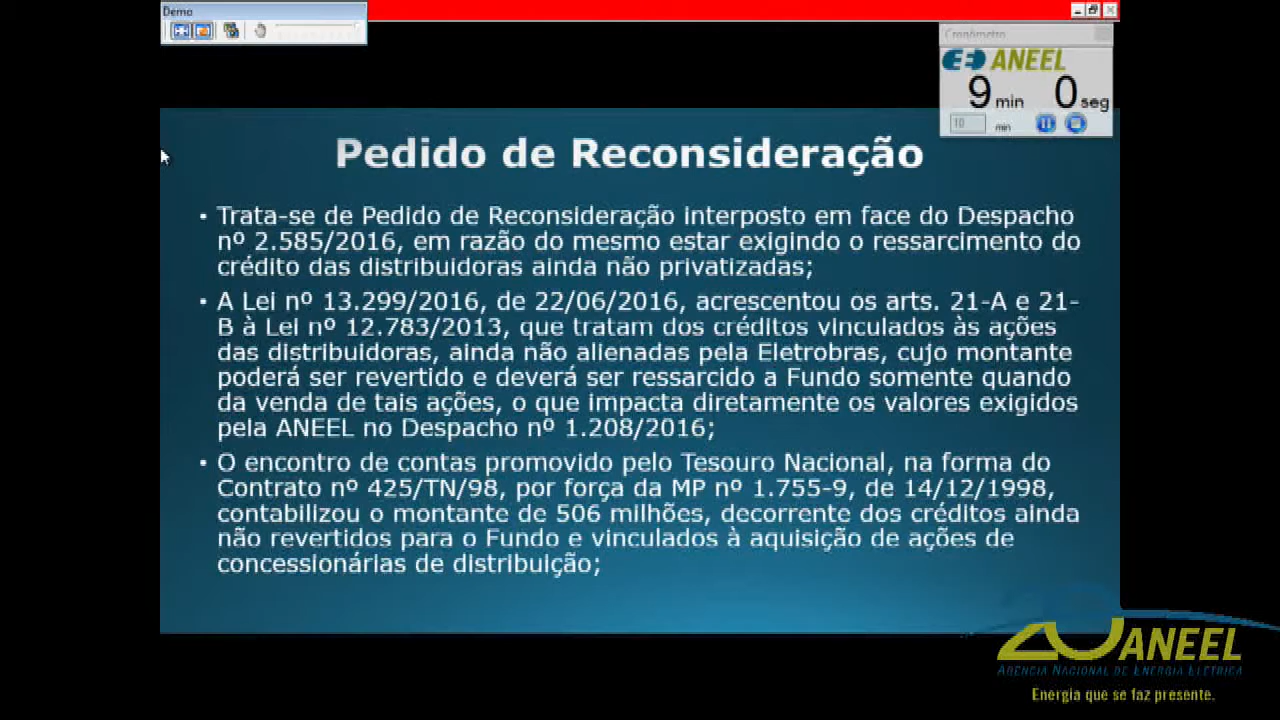 Demo
Cronômetro
ANEEL
9 min 0 seg
10 min
Pedido de Reconsideração
• Trata-se de Pedido de Reconsideração interposto em face do Despacho
nº 2.585/2016, em razão do mesmo estar exigindo o ressarcimento do
crédito das distribuidoras ainda não privatizadas;
• A Lei nº 13.299/2016, de 22/06/2016, acrescentou os arts. 21-A e 21-
B à Lei nº 12.783/2013, que tratam dos créditos vinculados às ações
das distribuidoras, ainda não alienadas pela Eletrobras, cujo montante
poderá ser revertido e deverá ser ressarcido a Fundo somente quando
da venda de tais ações, o que impacta diretamente os valores exigidos
pela ANEEL no Despacho nº 1.208/2016;
• O encontro de contas promovido pelo Tesouro Nacional, na forma do
Contrato nº 425/TN/98, por força da MP nº 1.755-9, de 14/12/1998,
contabilizou o montante de 506 milhões, decorrente dos créditos ainda
não revertidos para o Fundo e vinculados à aquisição de ações de
concessionárias de distribuição;
ANEEL
AGÊNCIA NACIONAL DE ENERGIA ELÉTRICA
Energia que se faz presente.